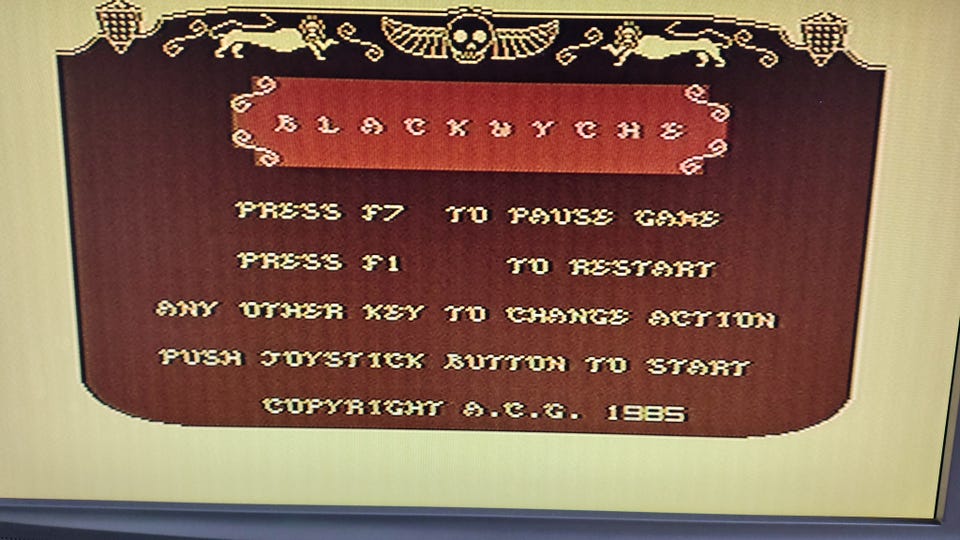 BLACKWYCHE
PRESS F7 TO PAUSE GAME
PRESS F1 TO RESTART
ANY OTHER KEY TO CHANGE ACTION
PUSH JOYSTICK BUTTON TO START
COPYRIGHT A.C.G. 1985